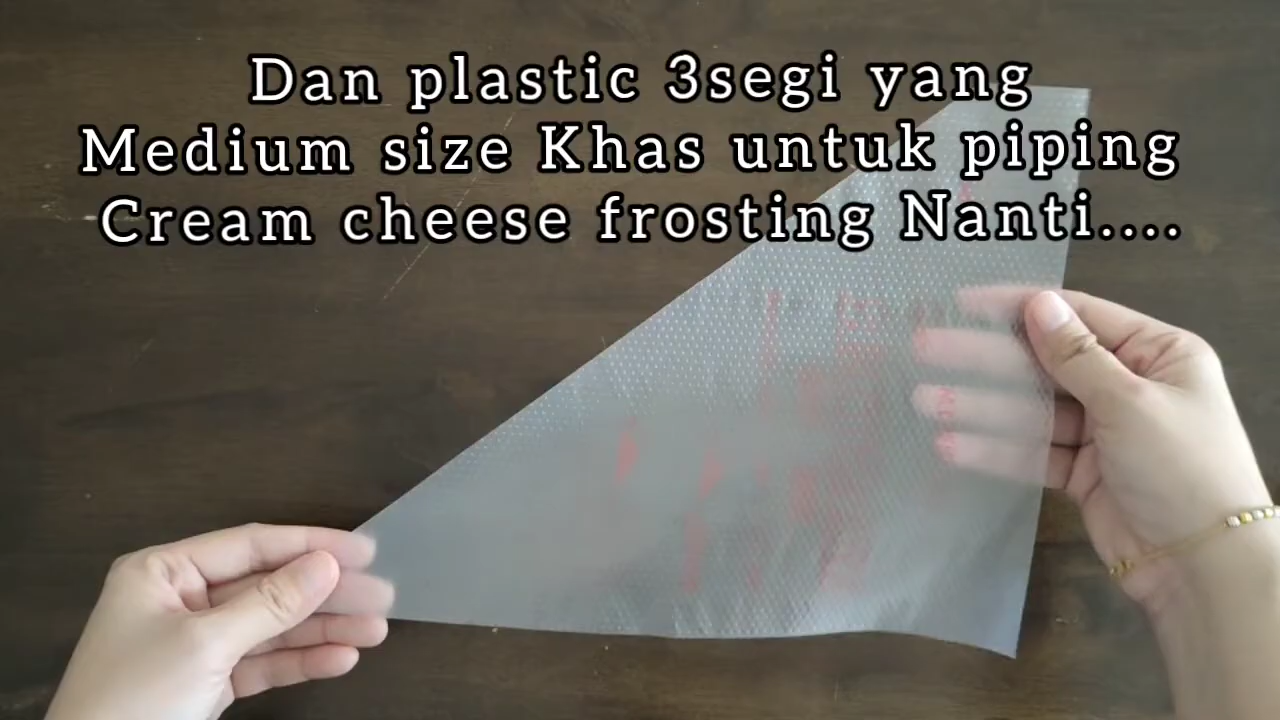 Dan plastic 3segi yang
Medium size Khas untuk piping
Cream cheese frosting Nanti....